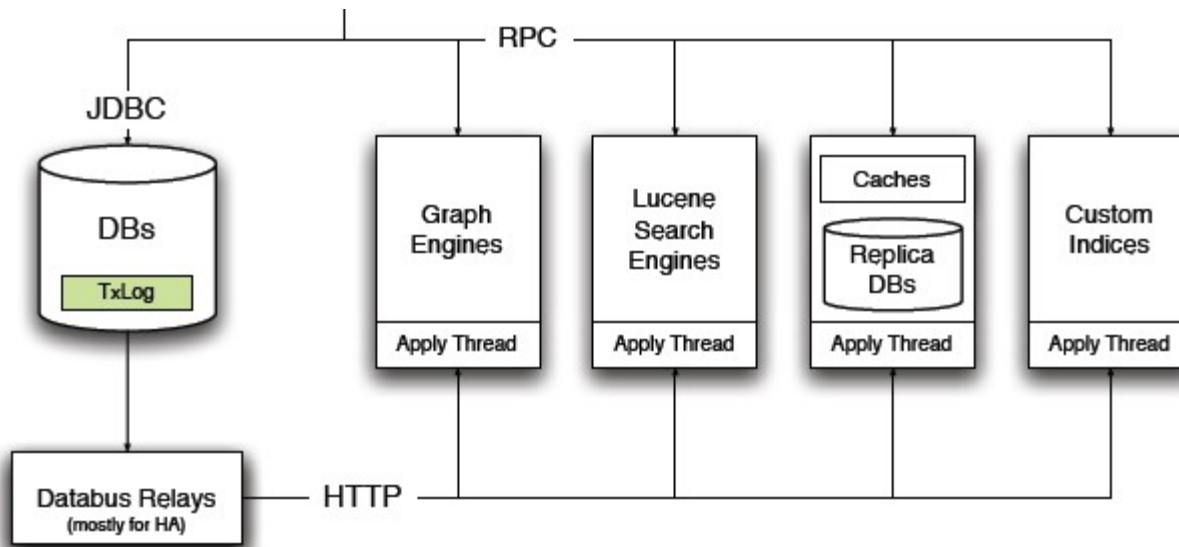 RPC
JDBC
DBs
TxLog
Graph
Engines
Apply Thread
Lucene
Search
Engines
Apply Thread
Caches
Replica
DBs
Apply Thread
Custom
Indices
Apply Thread
Databus Relays
(mostly for HA)
HTTP